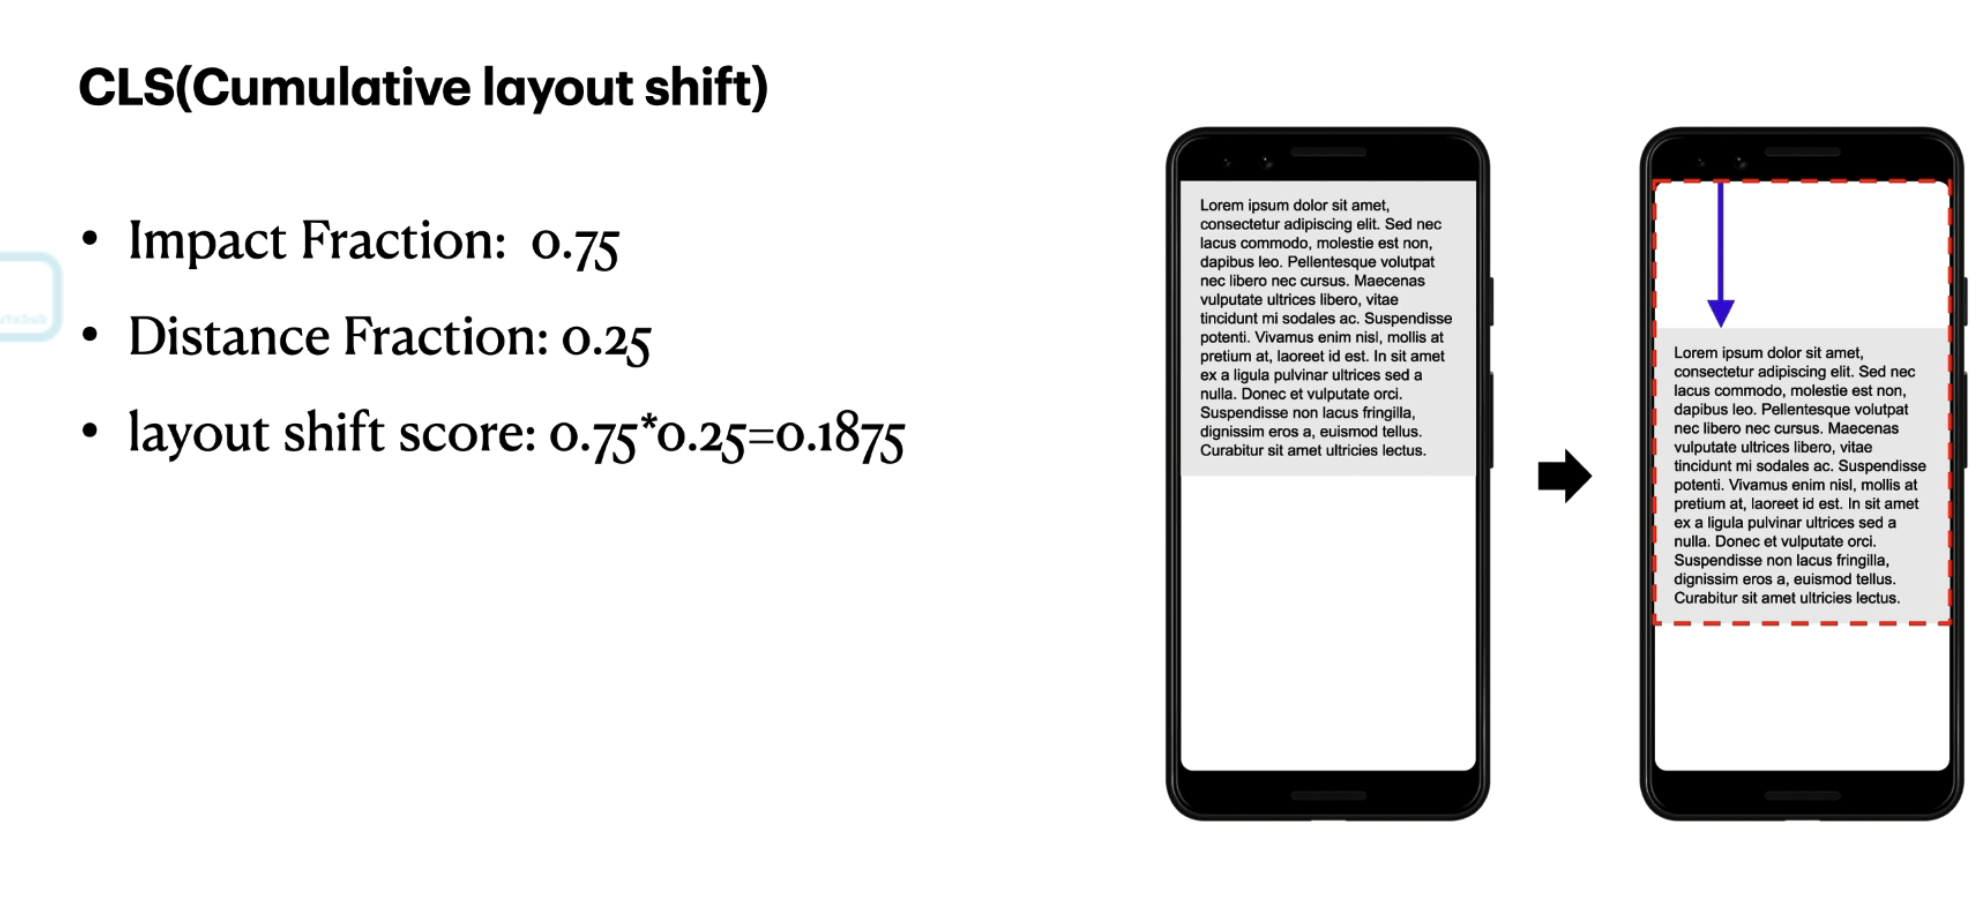 CLS(Cumulative layout shift)
• Impact Fraction: 0.75
• Distance Fraction: 0.25
• layout shift score: 0.75*0.25=0.1875
Lorem ipsum dolor sit amet,
consectetur adipiscing elit. Sed nec
lacus commodo, molestie est non,
dapibus leo. Pellentesque volutpat
nec libero nec cursus. Maecenas
vulputate ultrices libero, vitae
tincidunt mi sodales ac. Suspendisse
potenti. Vivamus enim nisl, mollis at
pretium at, laoreet id est. In sit amet
ex a ligula pulvinar ultrices sed a
nulla. Donec et vulputate orci.
Suspendisse non lacus fringilla,
dignissim eros a, euismod tellus.
Curabitur sit amet ultricies lectus.
Lorem ipsum dolor sit amet,
consectetur adipiscing elit. Sed nec
lacus commodo, molestie est non,
dapibus leo. Pellentesque volutpat
nec libero nec cursus. Maecenas
vulputate ultrices libero, vitae
tincidunt mi sodales ac. Suspendisse
potenti. Vivamus enim nisl, mollis at
pretium at, laoreet id est. In sit amet
ex a ligula pulvinar ultrices sed a
nulla. Donec et vulputate orci.
Suspendisse non lacus fringilla,
dignissim eros a, euismod tellus.
Curabitur sit amet ultricies lectus.